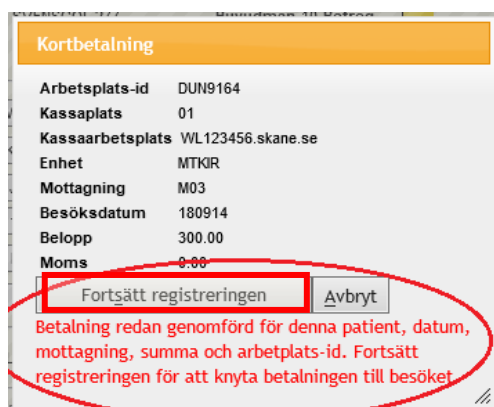 Kortbetalning
Arbetsplats-id DUN9164
Kassaplats 01
Kassaarbetsplats WL123456.skane.se
Enhet MTKIR
Mottagning M03
Besöksdatum 180914
Belopp 300.00
Moms 0.00
Fortsätt registreringen Avbryt
Betalning redan genomförd för denna patient, datum,
mottagning, summa och arbetplats-id. Fortsätt
registreringen för att knyta betalningen till besöket